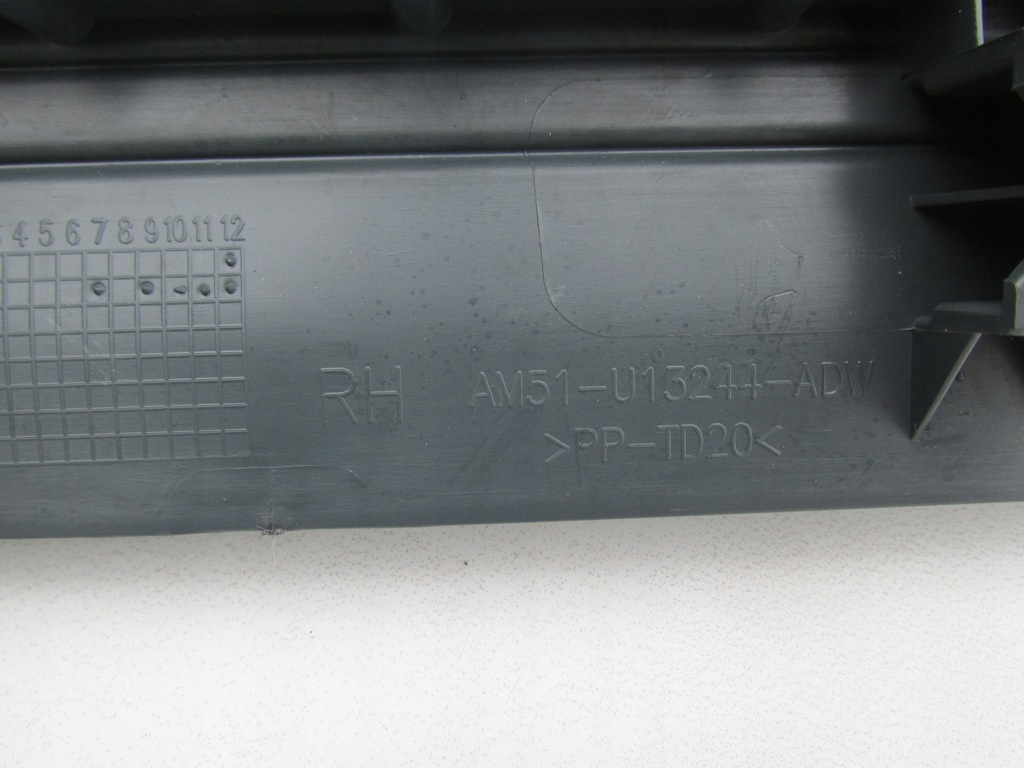 4 5 6 7 8 9 10 11 12
RH AM51-U13244-ADW
>PP-TD20<